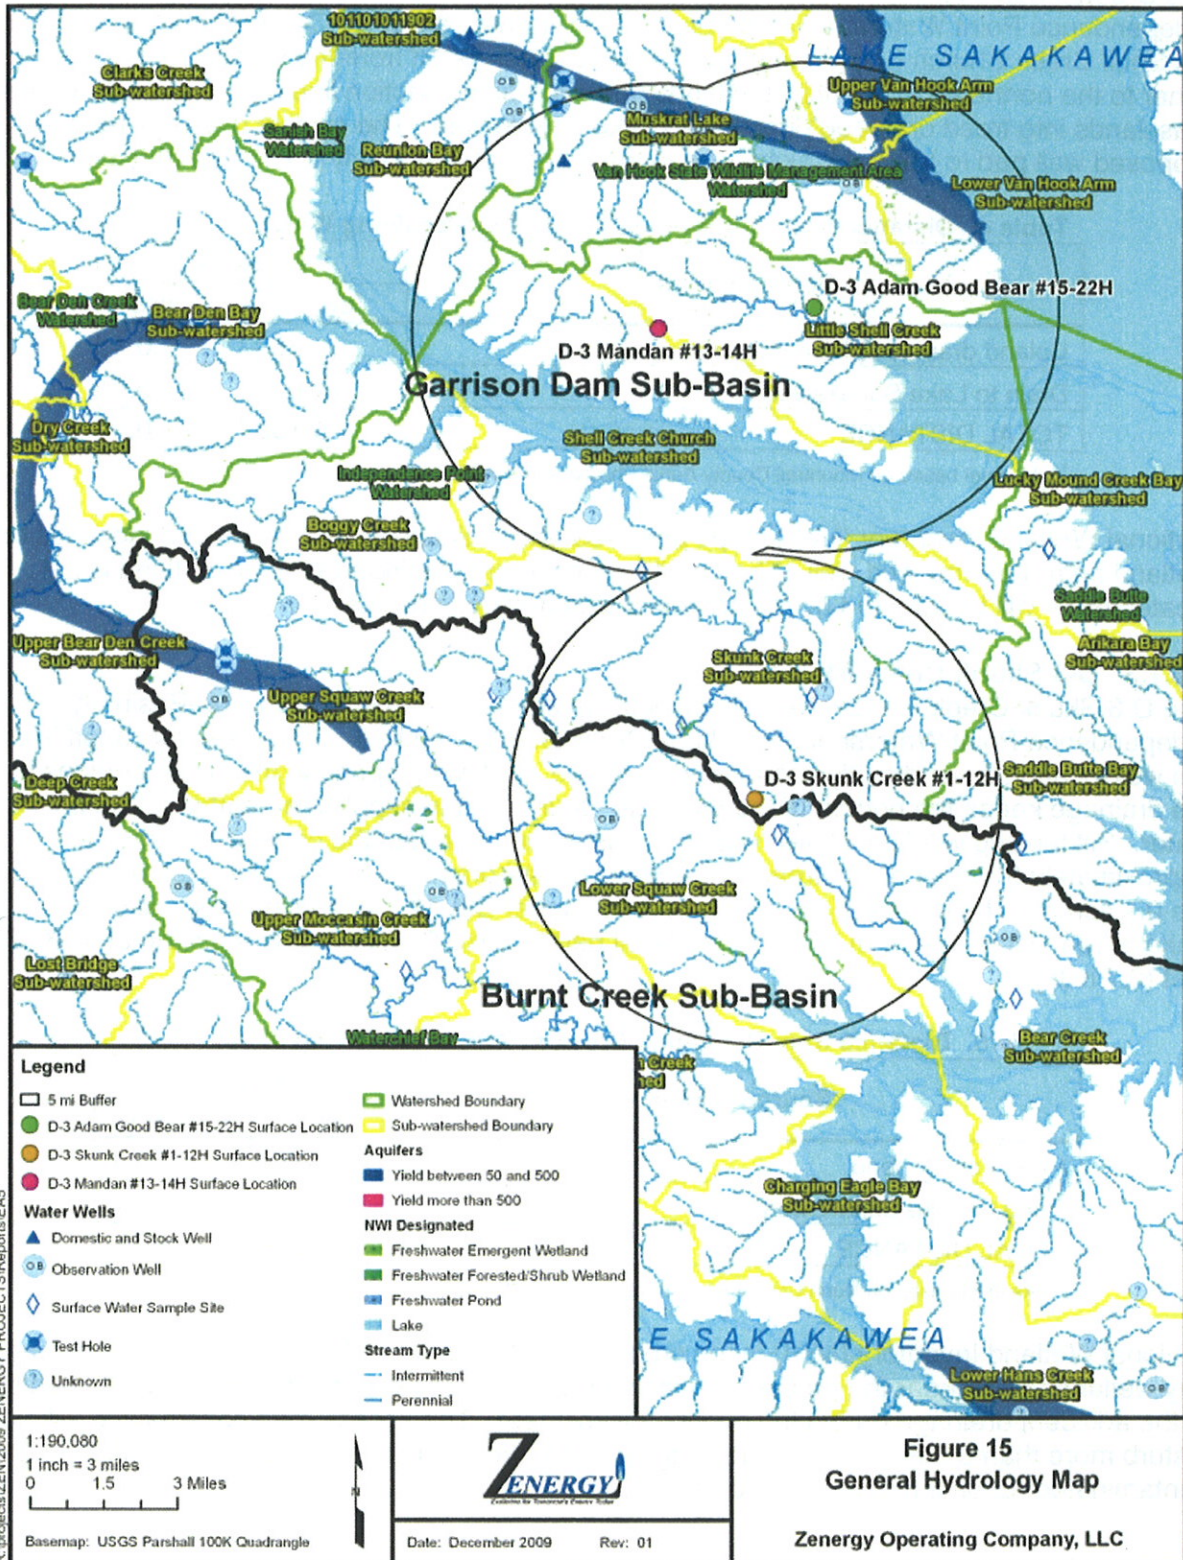 101101011902
Sub-watershed
LAKE SAKAKAWEA
Clarks Creek
Sub-watershed
Upper Van Hook Arm
Sub-watershed
Muskrat Lake
Sub-watershed
Sanish Bay
Watershed
Reunion Bay
Sub-watershed
Van Hook State Wildlife Management Area
Watershed
Lower Van Hook Arm
Sub-watershed
D-3 Adam Good Bear #15-22H
Bear Den Creek
Watershed
Bear Den Bay
Sub-watershed
Little Shell Creek
Sub-watershed
D-3 Mandan #13-14H
Garrison Dam Sub-Basin
Dry Creek
Sub-watershed
Shell Creek Church
Sub-watershed
Independence Point
Watershed
Lucky Mound Creek Bay
Sub-watershed
Boggy Creek
Sub-watershed
Saddle Butte
Watershed
Upper Bear Den Creek
Sub-watershed
Arikara Bay
Sub-watershed
Skunk Creek
Sub-watershed
Upper Squaw Creek
Sub-watershed
D-3 Skunk Creek #1-12H
Saddle Butte Bay
Sub-watershed
Deep Creek
Sub-watershed
Lower Squaw Creek
Sub-watershed
Upper Moccasin Creek
Sub-watershed
Lost Bridge
Sub-watershed
Burnt Creek Sub-Basin
Waterchief Bay
Bear Creek
Sub-watershed
Creek
Charging Eagle Bay
Sub-watershed
E SAKAKAWEA
Lower Hans Creek
Sub-watershed
Legend
5 mi Buffer
D-3 Adam Good Bear #15-22H Surface Location
D-3 Skunk Creek #1-12H Surface Location
D-3 Mandan #13-14H Surface Location
Water Wells
Domestic and Stock Well
OB Observation Well
Surface Water Sample Site
Test Hole
? Unknown
Watershed Boundary
Sub-watershed Boundary
Aquifers
Yield between 50 and 500
Yield more than 500
NWI Designated
Freshwater Emergent Wetland
Freshwater Forested/Shrub Wetland
Freshwater Pond
Lake
Stream Type
Intermittent
Perennial
1:190,080
1 inch = 3 miles
0 1.5 3 Miles
N
Basemap: USGS Parshall 100K Quadrangle
ZENERGY
Date: December 2009 Rev: 01
Figure 15
General Hydrology Map
Zenergy Operating Company, LLC